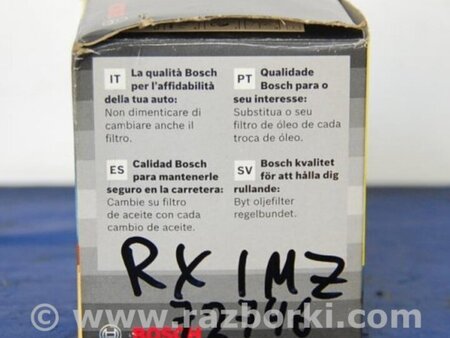 IT La qualità Bosch
per l'affidabilità
della tua auto:
Non dimenticare di
cambiare anche il
filtro.
PT Qualidade
Bosch para o
seu interesse:
Substitua o seu
filtro de óleo de cada
troca de óleo.
ES Calidad Bosch
para mantenerle
seguro en la carretera:
Cambie su filtro
de aceite con cada
cambio de aceite.
SV Bosch kvalitet
för att hålla dig
rullande:
Byt oljefilter
regelbundet.
RX 1MZ
BOSCH
© www.razborki.com